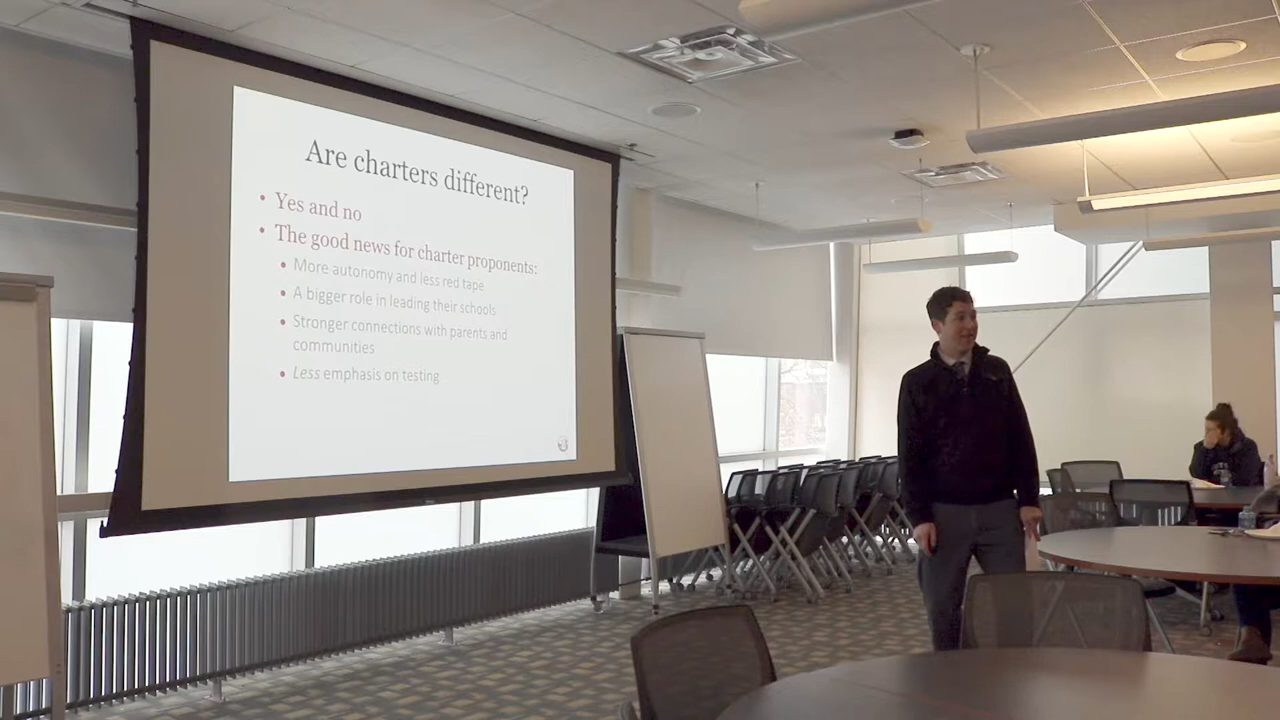 Are charters different?
• Yes and no
• The good news for charter proponents:
• More autonomy and less red tape
• A bigger role in leading their schools
• Stronger connections with parents and
communities
• Less emphasis on testing